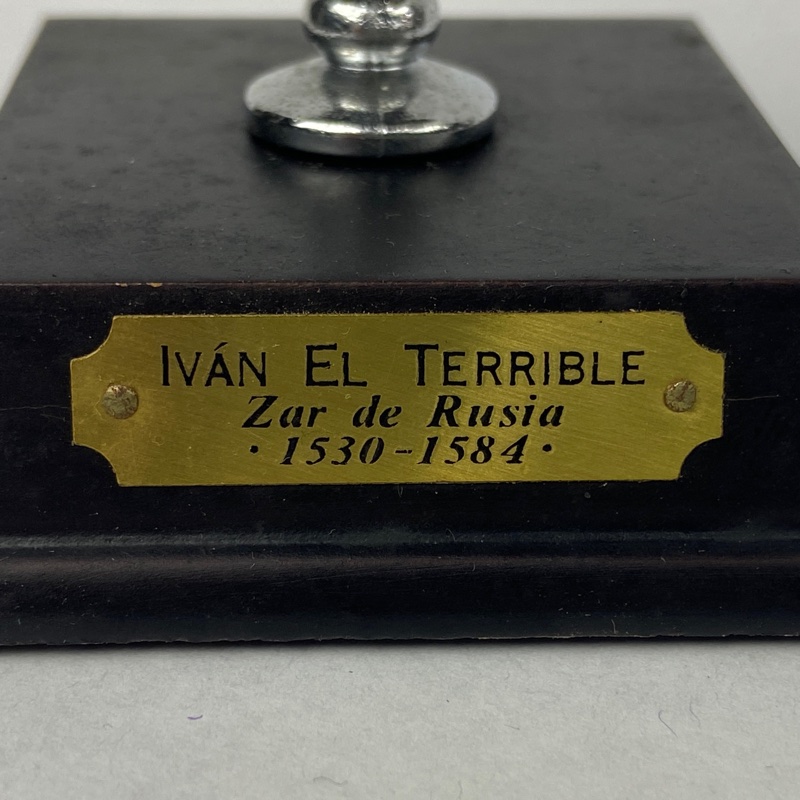 IVÁN EL TERRIBLE
Zar de Rusia
· 1530-1584 ·